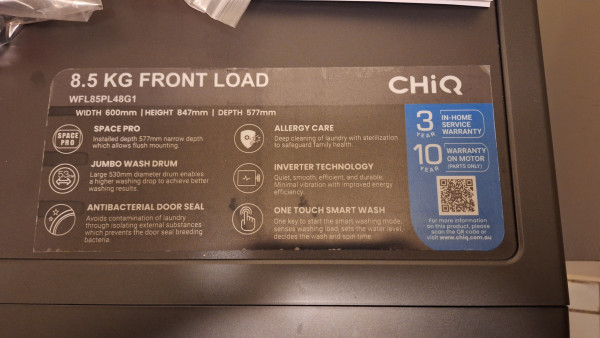 8.5 KG FRONT LOAD
CHiQ
WFL85PL48G1
WIDTH 600mm | HEIGHT 847mm | DEPTH 577mm
SPACE PRO
SPACE PRO
Installed depth 577mm narrow depth
which allows flush mounting.
JUMBO WASH DRUM
53
Large 530mm diameter drum enables
a higher washing drop to achieve better
washing results.
ANTIBACTERIAL DOOR SEAL
Avoide contamination of laundry
through isolating external substances
which prevents the door seal breeding
bacteria.
ALLERGY CARE
Deep cleaning of laundry with sterilization
to safeguard family health.
INVERTER TECHNOLOGY
Quiet, smooth, efficient, and durable.
Minimal vibration with improved energy
efficiency.
ONE TOUCH SMART WASH
One key to start the smart washing mode,
senses washing load, sets the water level,
decides the wash and spin time.
3 YEAR
IN-HOME
SERVICE
WARRANTY
10 YEAR
WARRANTY
ON MOTOR
(PARTS ONLY)
For more information
on this product, please
scan the QR code or
visit www.chiq.com.au